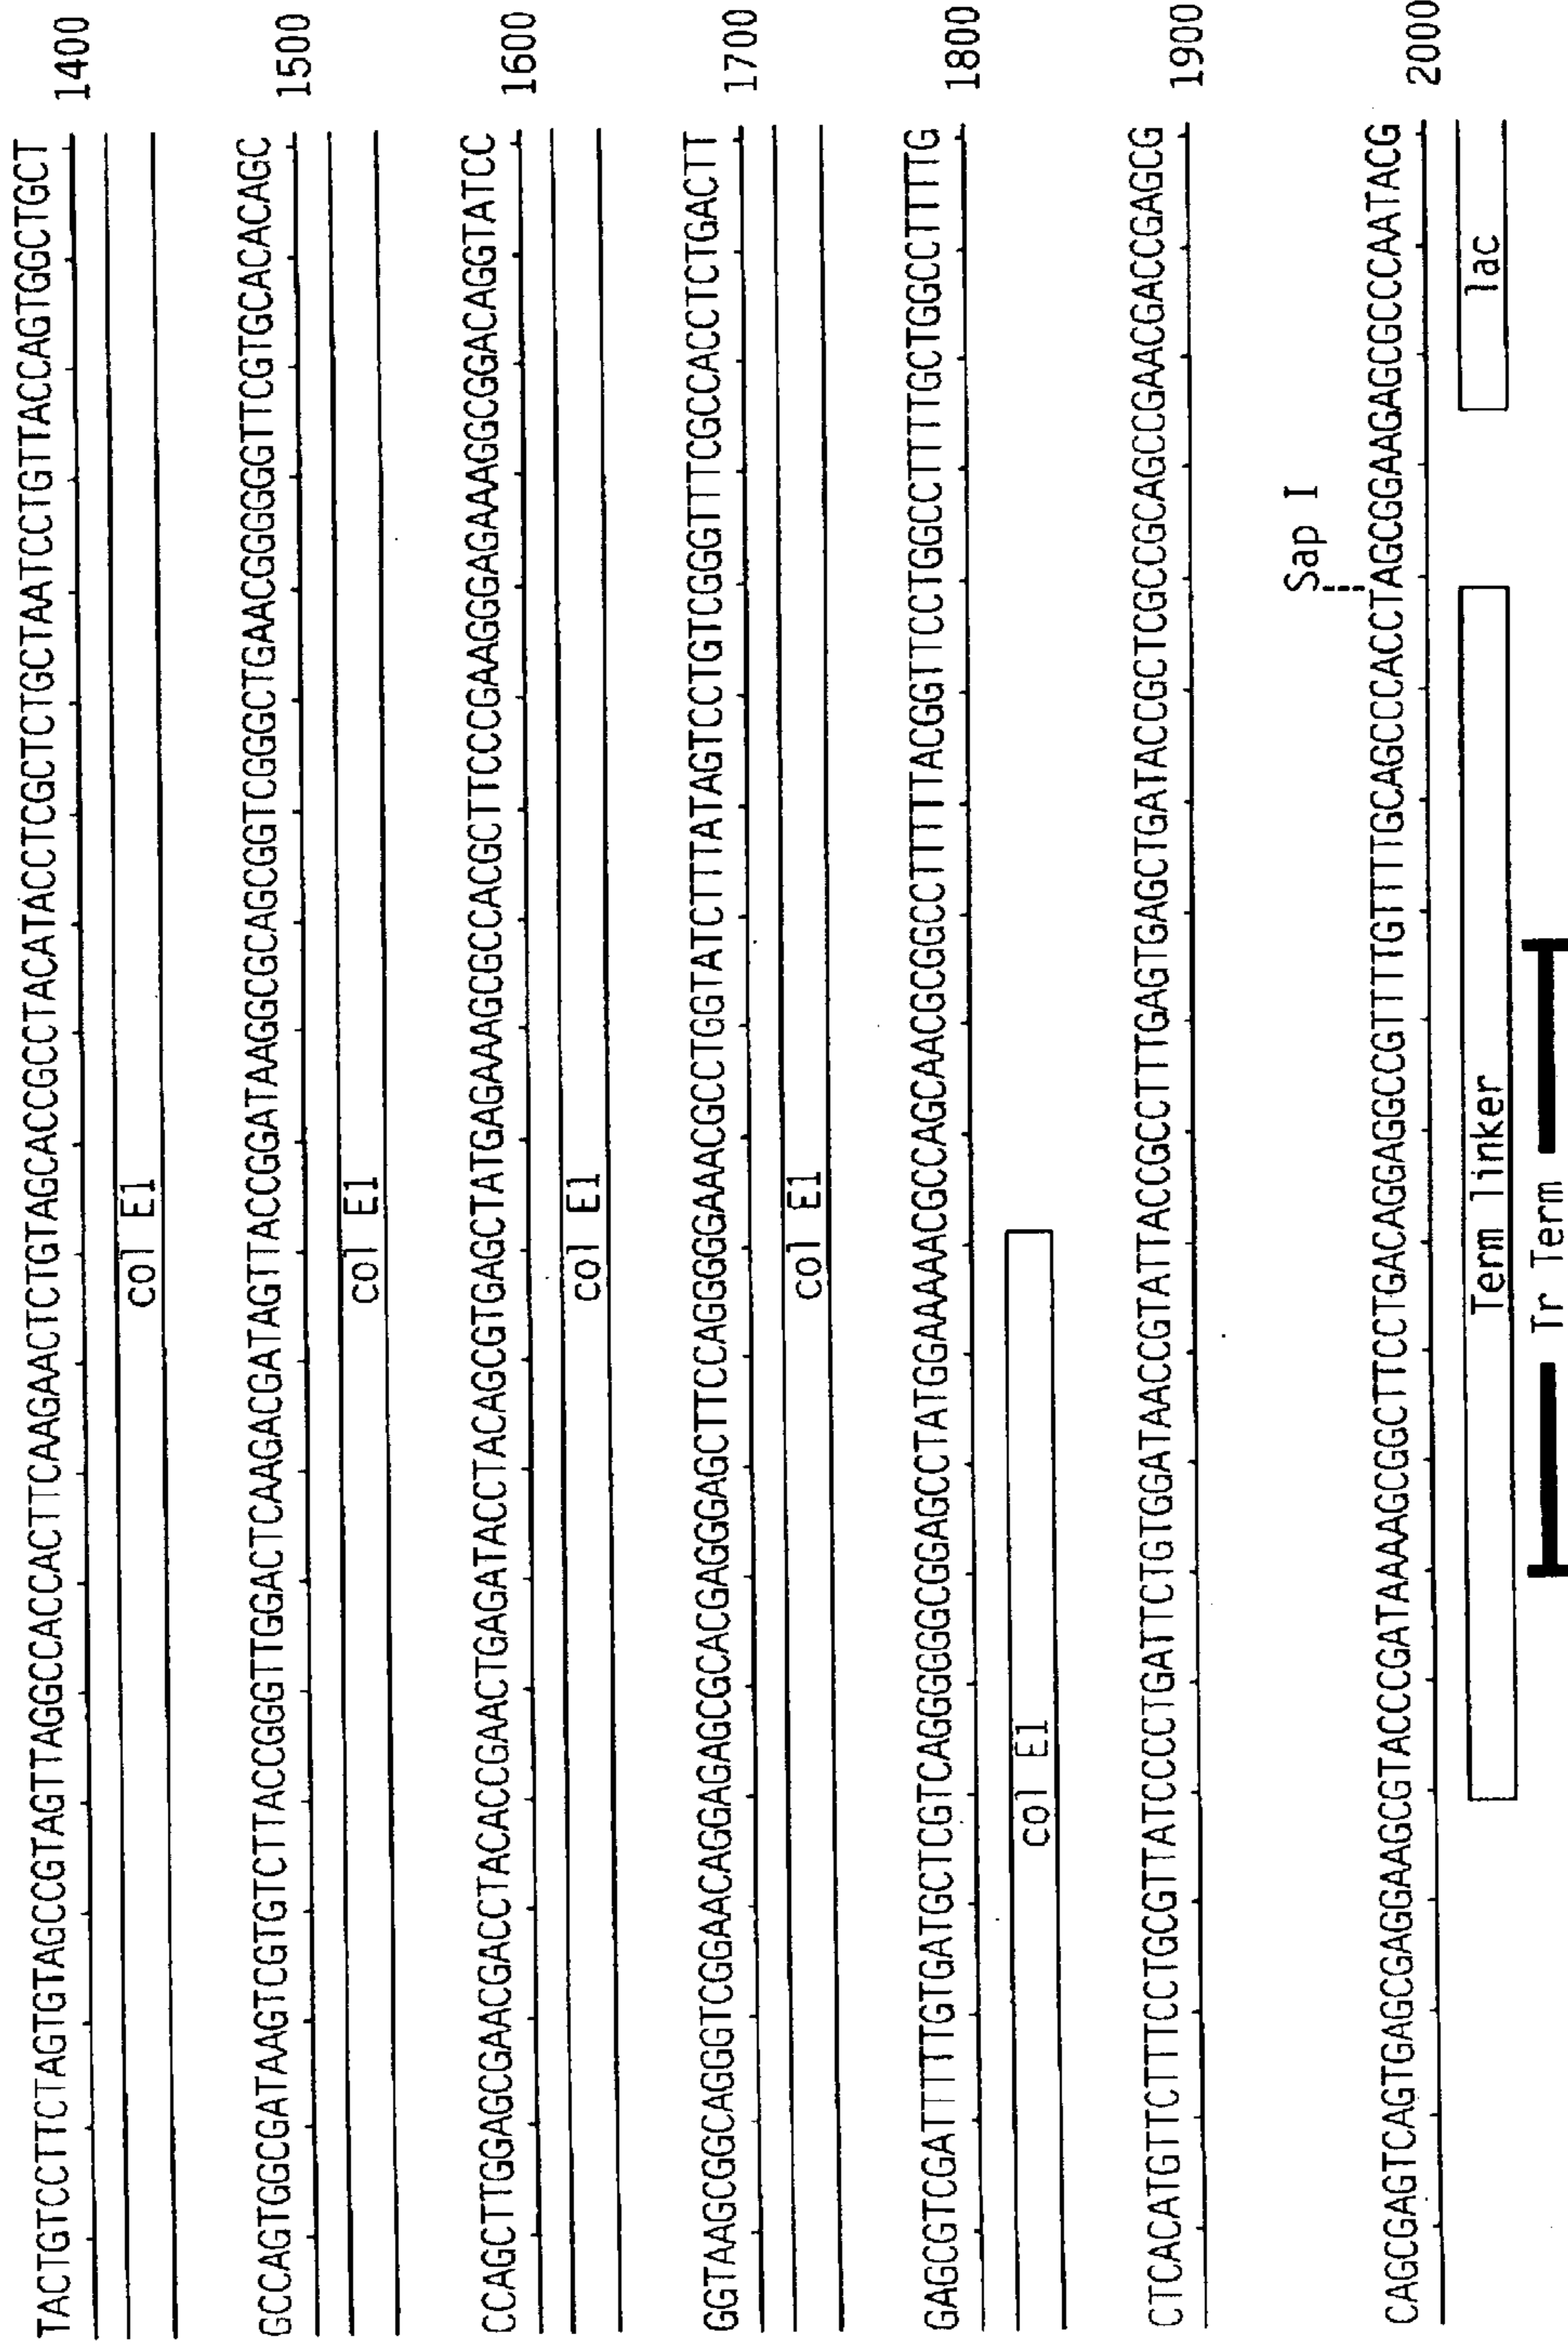 TACTGTCCTTCTAGTGTAGCCGTAGTTAGGCCACCACTTCAAGAACTCTGTAGCACCGCCTACATACCTCGCTCTGCTAATCCTGTTACCAGTGGCTGCT 1400
col E1
GCCAGTGGCGATAAGTCGTGTCTTACCGGGTTGGACTCAAGACGATAGTTACCGGATAAGGCGCAGCGGTCGGGCTGAACGGGGGGTTCGTGCACACAGC 1500
col E1
CCAGCTTGGAGCGAACGACCTACACCGAACTGAGATACCTACAGCGTGAGCTATGAGAAAGCGCCACGCTTCCCGAAGGGAGAAAGGCGGACAGGTATCC 1600
col E1
GGTAAGCGGCAGGGTCGGAACAGGAGAGCGCACGAGGGAGCTTCCAGGGGGAAACGCCTGGTATCTTTATAGTCCTGTCGGGTTTCGCCACCTCTGACTT 1700
col E1
GAGCGTCGATTTTTGTGATGCTCGTCAGGGGGGCGGAGCCTATGGAAAAACGCCAGCAACGCGGCCTTTTTACGGTTCCTGGCCTTTTGCTGGCCTTTTG 1800
col E1
CTCACATGTTCTTTCCTGCGTTATCCCCTGATTCTGTGGATAACCGTATTACCGCCTTTGAGTGAGCTGATACCGCTCGCCGCAGCCGAACGACCGAGCG 1900
Sap I
CAGCGAGTCAGTGAGCGAGGAAGCGTACCCGATAAAAGCGGCTTCCTGACAGGAGGCCGTTTTGTTTTGCAGCCCACCTAGCGGAAGAGCGCCCAATACG 2000
Term linker lac
Tr Term